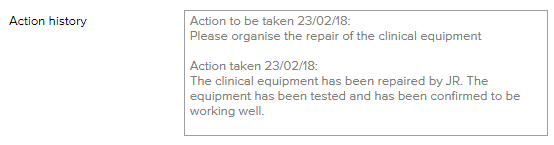 Action history
Action to be taken 23/02/18:
Please organise the repair of the clinical equipment

Action taken 23/02/18:
The clinical equipment has been repaired by JR. The
equipment has been tested and has been confirmed to be
working well.